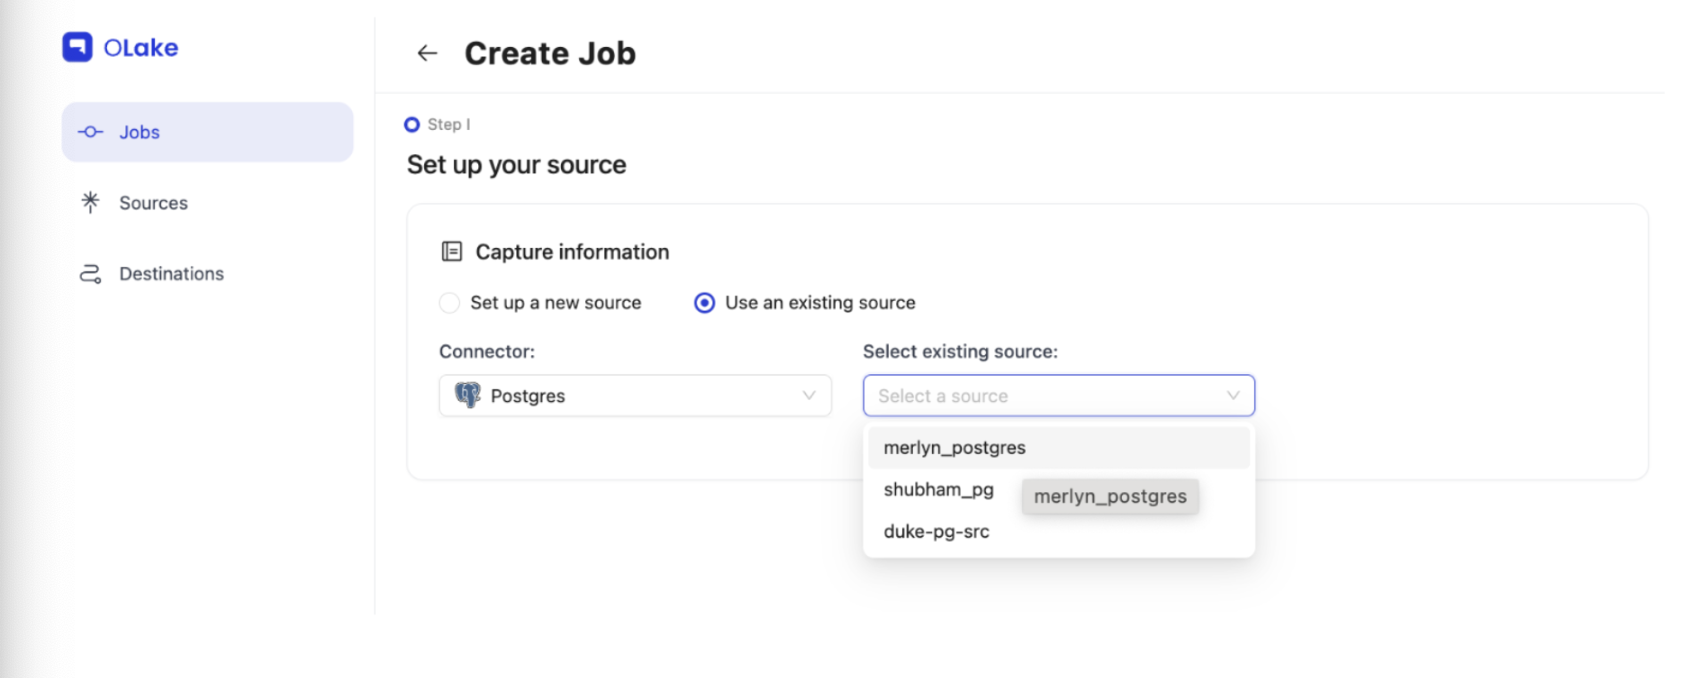 OLake
Jobs
Sources
Destinations
Create Job
Step I
Set up your source
Capture information
Set up a new source
Use an existing source
Connector:
Select existing source:
Postgres
Select a source
merlyn_postgres
shubham_pg
merlyn_postgres
duke-pg-src